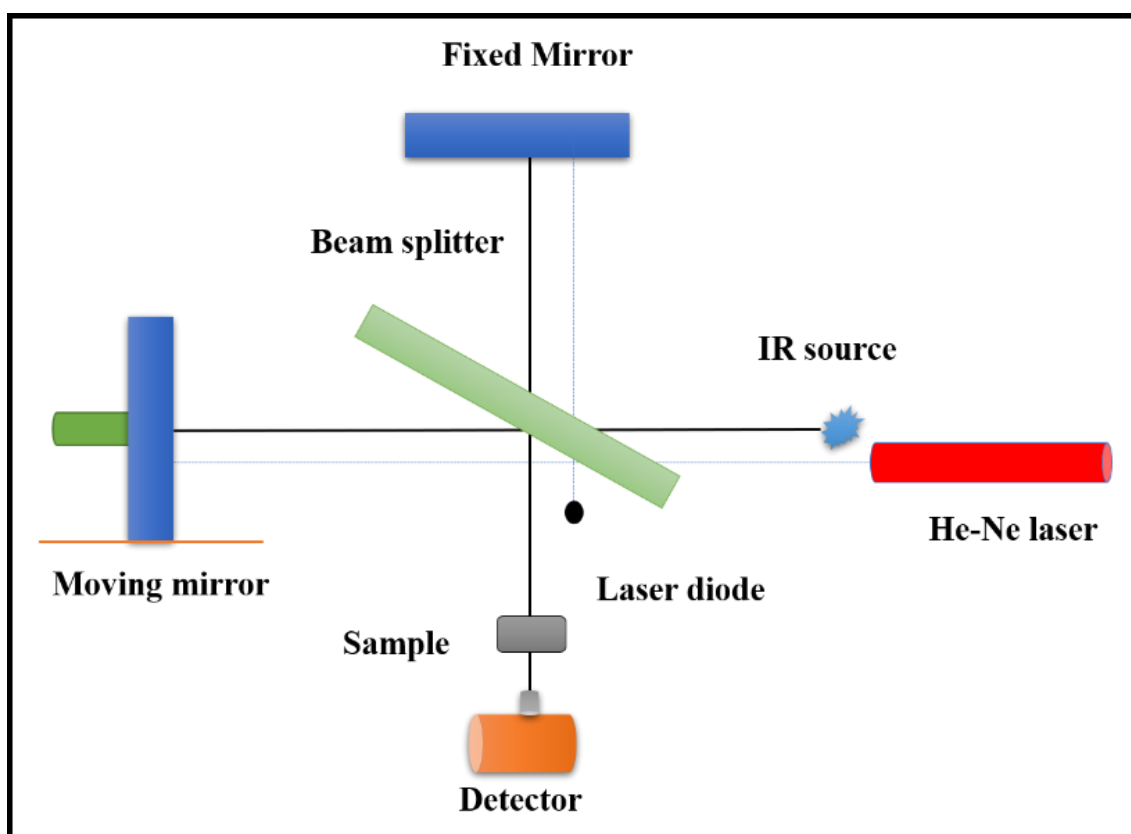 Fixed Mirror
Beam splitter
IR source
He-Ne laser
Moving mirror
Laser diode
Sample
Detector